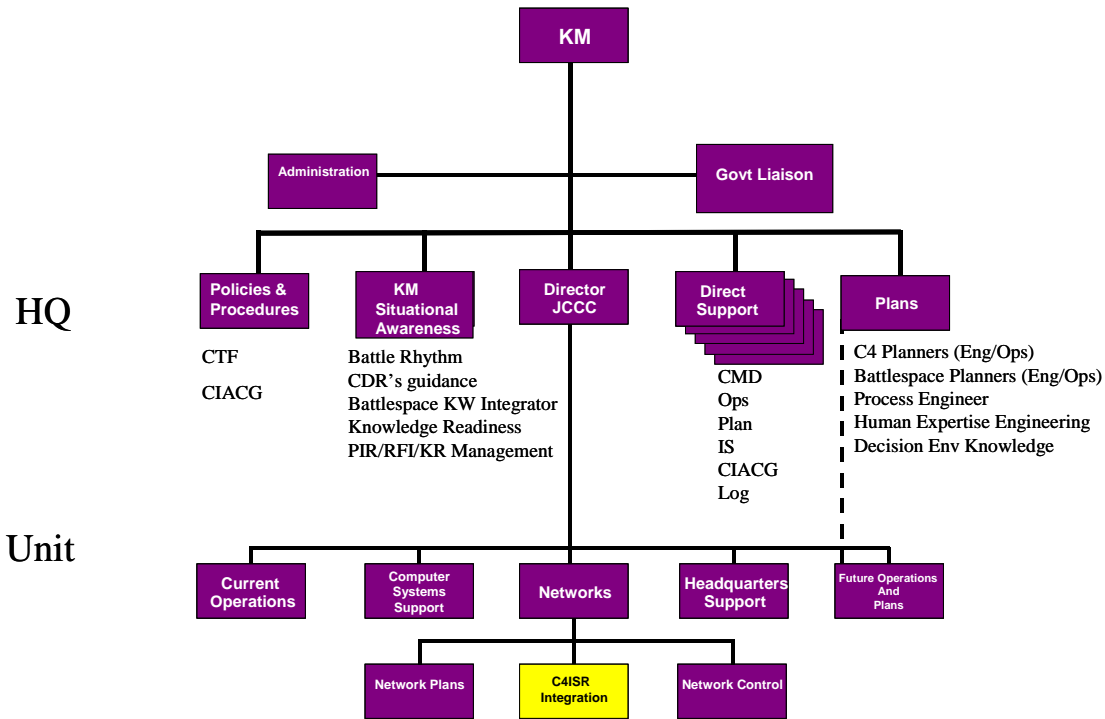 KM
Administration
Govt Liaison
HQ
Policies &
Procedures
CTF
CIACG
KM
Situational
Awareness
Battle Rhythm
CDR’s guidance
Battlespace KW Integrator
Knowledge Readiness
PIR/RFI/KR Management
Director
JCCC
Direct
Support
CMD
Ops
Plan
IS
CIACG
Log
Plans
C4 Planners (Eng/Ops)
Battlespace Planners (Eng/Ops)
Process Engineer
Human Expertise Engineering
Decision Env Knowledge
Unit
Current
Operations
Computer
Systems
Support
Networks
Headquarters
Support
Future Operations
And
Plans
Network Plans
C4ISR
Integration
Network Control